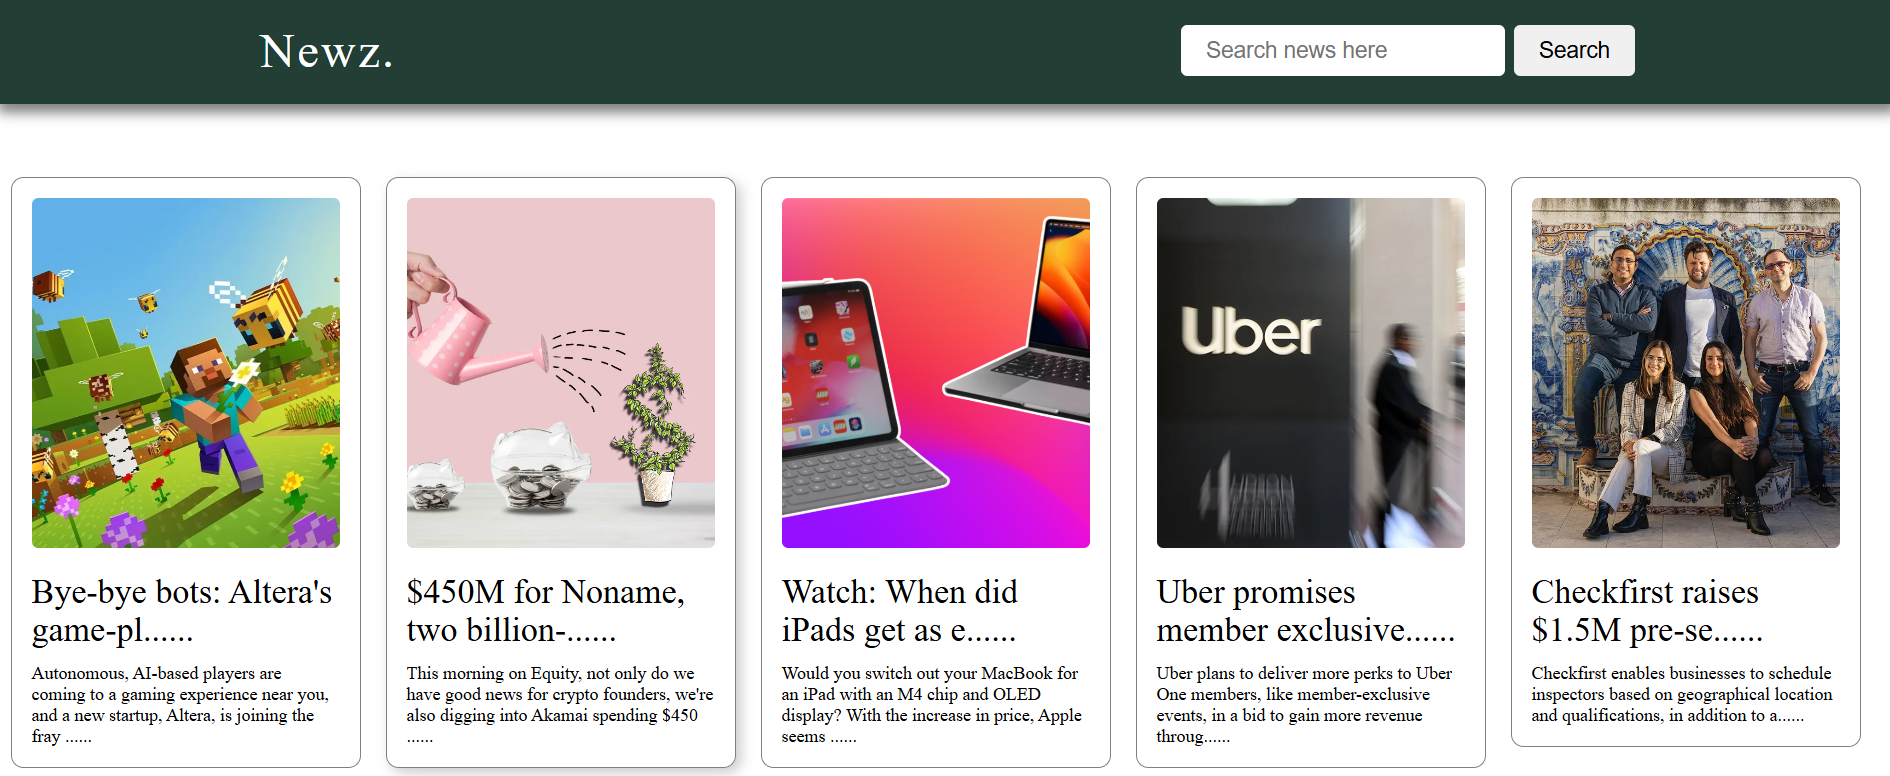 Newz.
Search news here
Search
Uber
Bye-bye bots: Altera's
game-pl......
Autonomous, AI-based players are
coming to a gaming experience near you,
and a new startup, Altera, is joining the
fray ......
$450M for Noname,
two billion-......
This morning on Equity, not only do we
have good news for crypto founders, we're
also digging into Akamai spending $450
......
Watch: When did
iPads get as e......
Would you switch out your MacBook for
an iPad with an M4 chip and OLED
display? With the increase in price, Apple
seems ......
Uber promises
member exclusive......
Uber plans to deliver more perks to Uber
One members, like member-exclusive
events, in a bid to gain more revenue
throug......
Checkfirst raises
$1.5M pre-se......
Checkfirst enables businesses to schedule
inspectors based on geographical location
and qualifications, in addition to a......